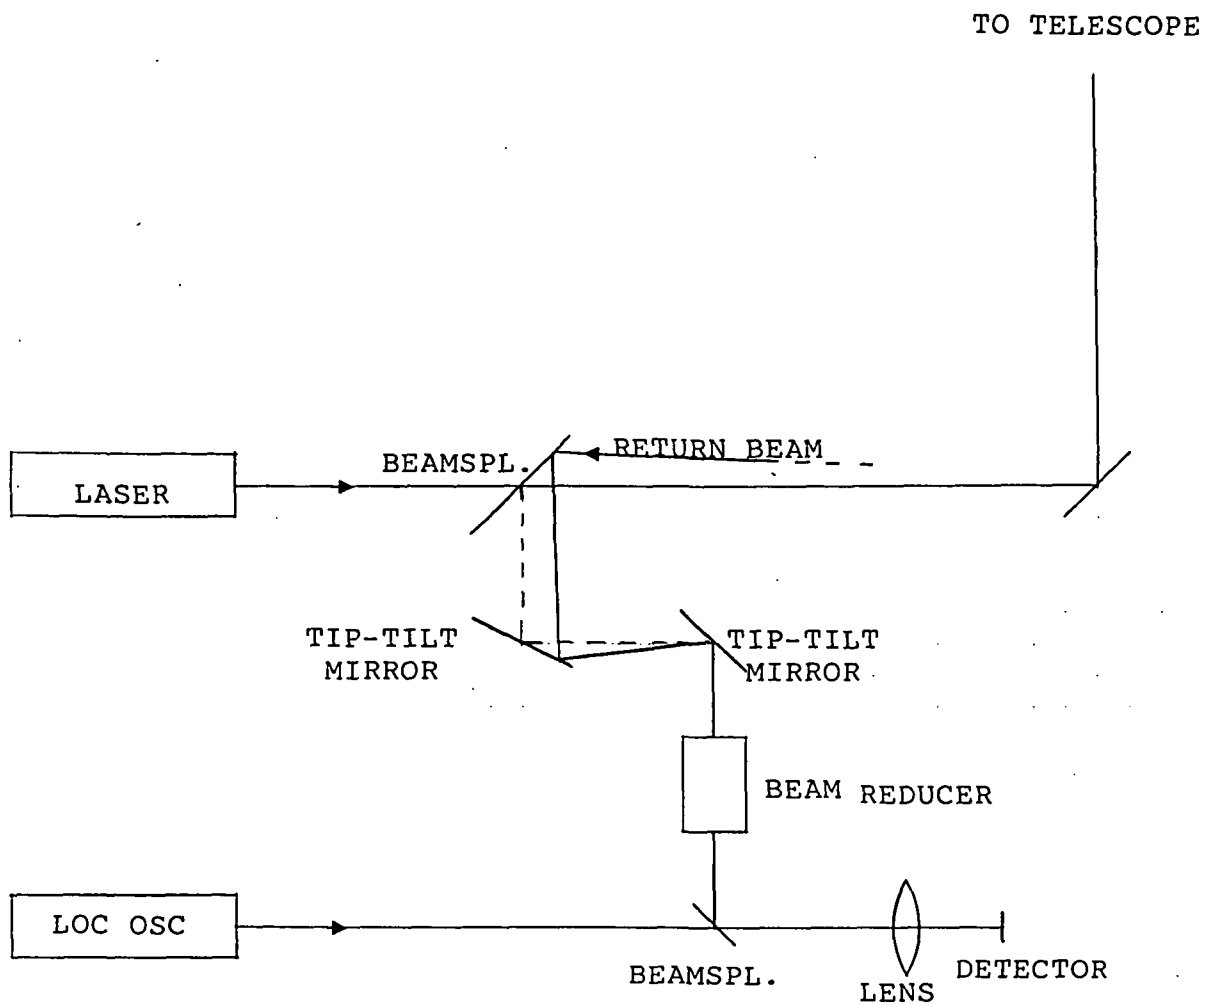 TO TELESCOPE
RETURN BEAM
BEAMSPL.
LASER
TIP-TILT
MIRROR
TIP-TILT
MIRROR
BEAM REDUCER
LOC OSC
BEAMSPL.
LENS
DETECTOR